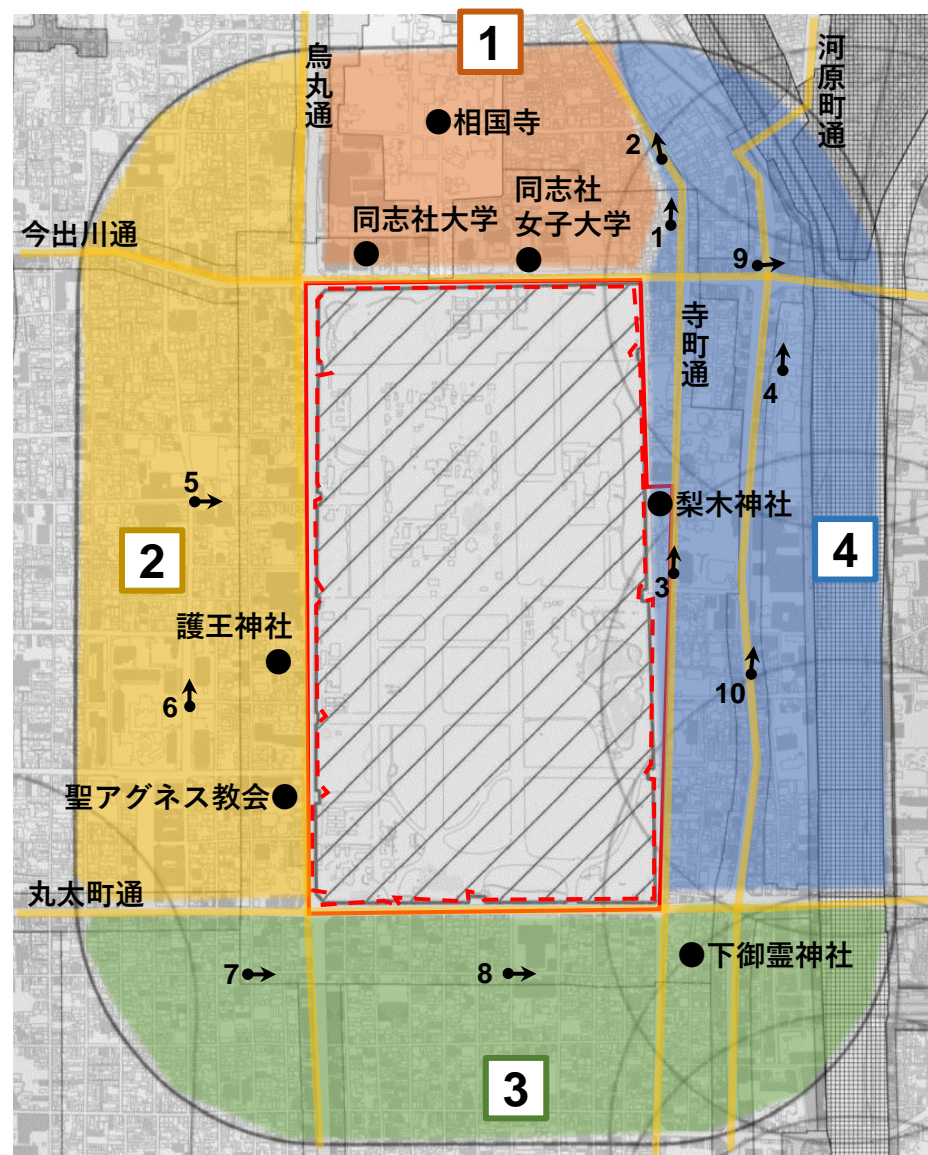 1
烏丸通
河原町通
相国寺
2
同志社大学
同志社
女子大学
1
今出川通
9
寺町通
4
5
梨木神社
2
4
3
護王神社
6
10
聖アグネス教会
丸太町通
7
8
下御霊神社
3